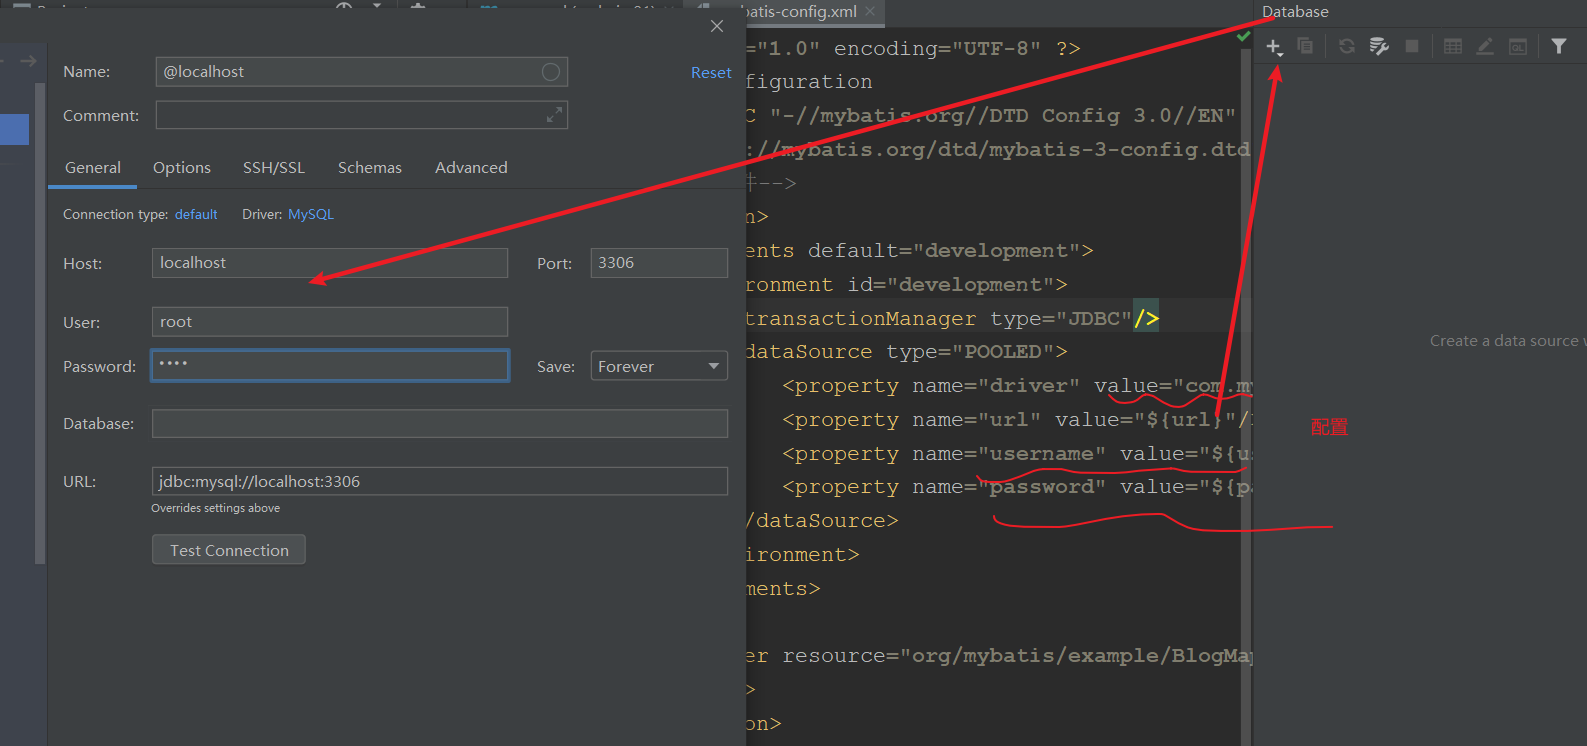 batis-config.xml
Database
Name:
@localhost
Reset
Comment:
General
Options
SSH/SSL
Schemas
Advanced
Connection type: default
Driver: MySQL
Host:
localhost
Port:
3306
User:
root
Password:
••••
Save:
Forever
Database:
URL:
jdbc:mysql://localhost:3306
Overrides settings above
Test Connection
="1.0" encoding="UTF-8" ?>
figuration
C "-//mybatis.org//DTD Config 3.0//EN"
://mybatis.org/dtd/mybatis-3-config.dtd
-->
n>
ents default="development">
ronment id="development">
transactionManager type="JDBC"/>
dataSource type="POOLED">
<property name="driver" value="com.my
<property name="url" value="${url}"/
<property name="username" value="${us
<property name="password" value="${pa
/dataSource>
ironment>
ments>
er resource="org/mybatis/example/BlogMap
>
on>
Create a data source w
配置